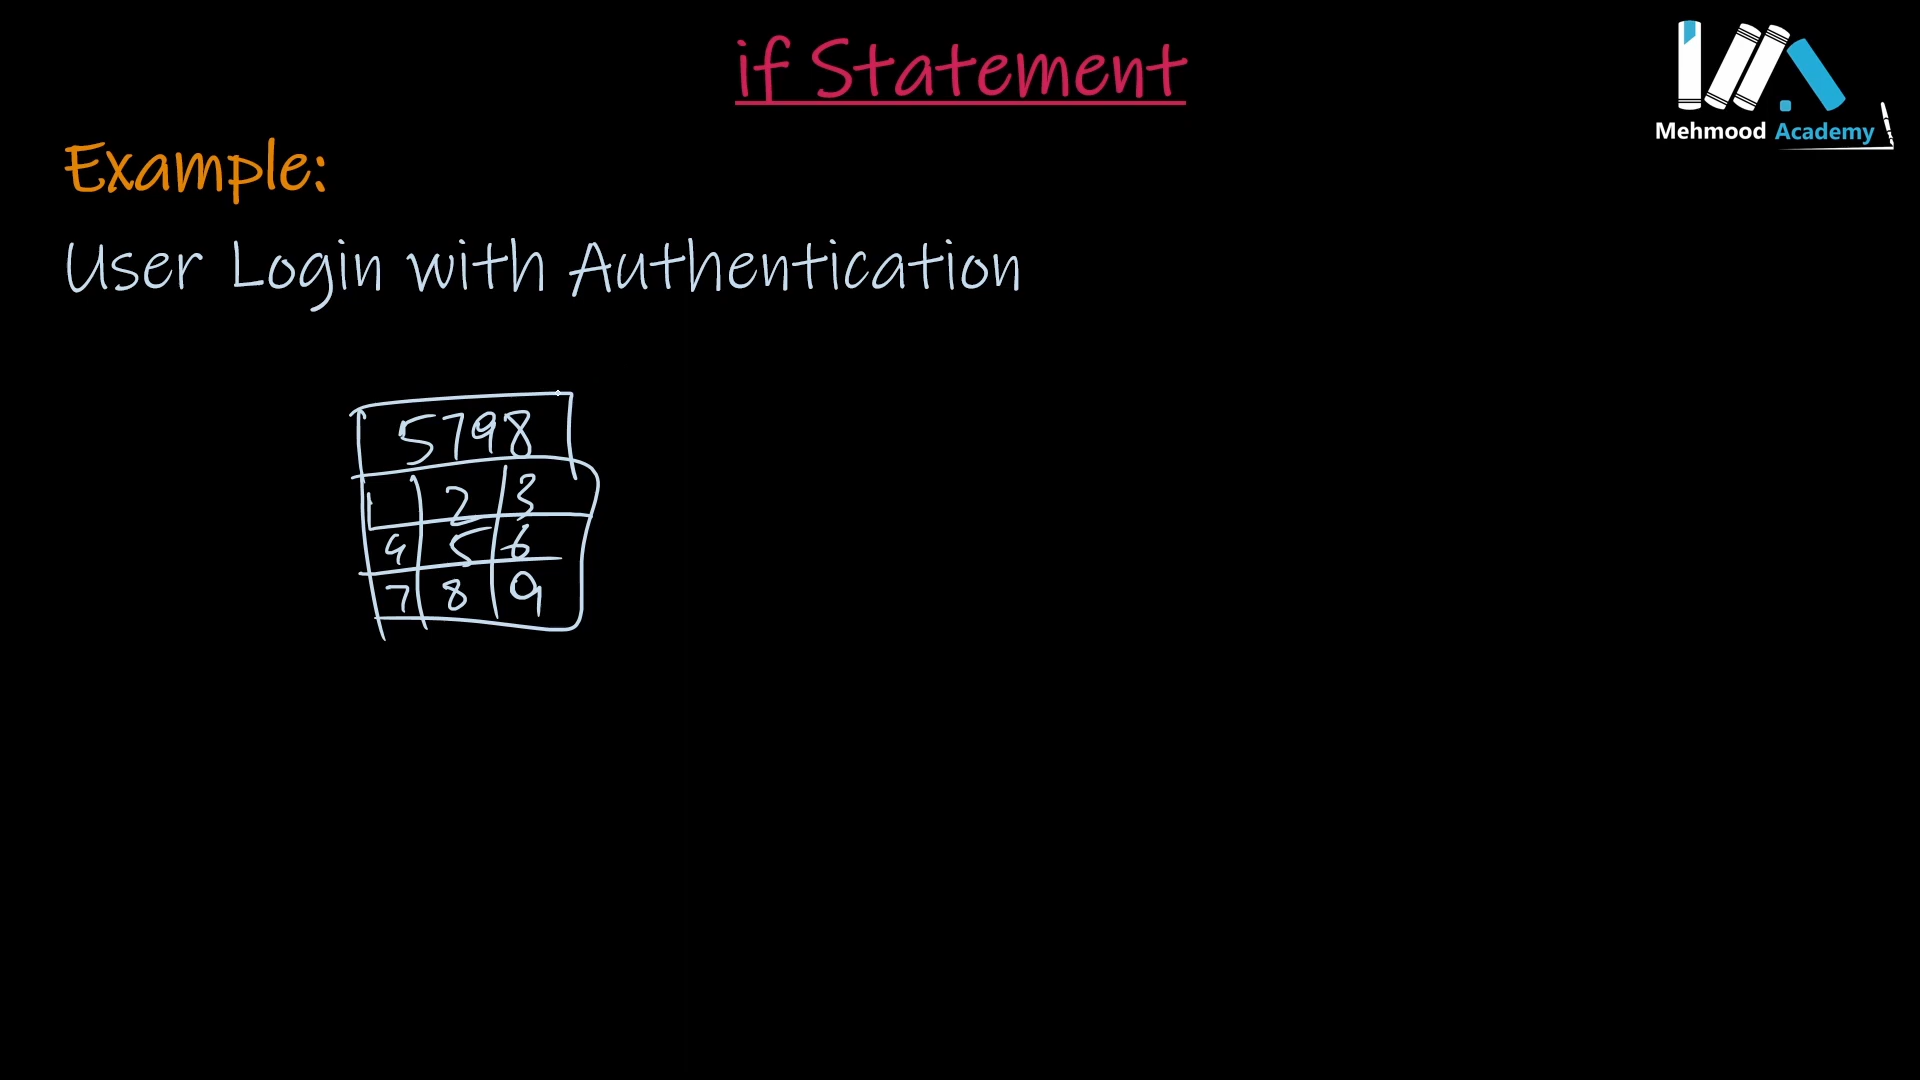 if Statement
Mehmood Academy
Example:
User Login with Authentication
5798
1 2 3
4 5 6
7 8 9